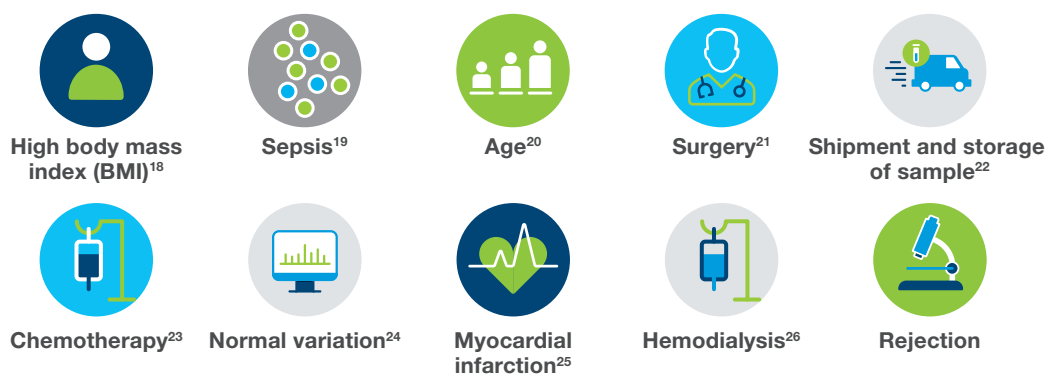 High body mass
index (BMI)18
Sepsis19
Age20
Surgery21
Shipment and storage
of sample22
Chemotherapy23
Normal variation24
Myocardial
infarction25
Hemodialysis26
Rejection